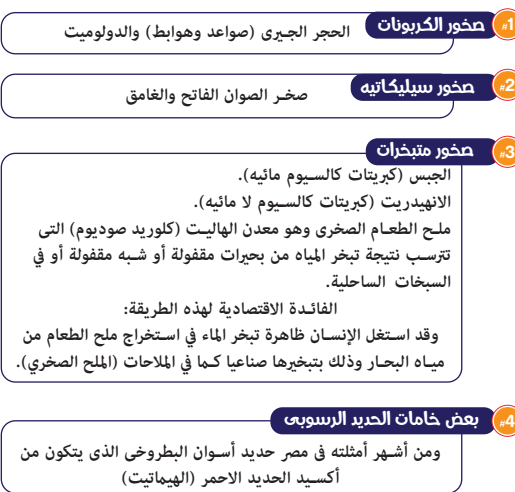 #1 صخور الكربونات
الحجر الجيرى (صواعد وهوابط) والدولوميت
#2 صخور سيليكاتيه
صخر الصوان الفاتح والغامق
#3 صخور متبخرات
الجبس (كبريتات كالسيوم مائيه).
الانهيدريت (كبريتات كالسيوم لا مائيه).
ملح الطعام الصخرى وهو معدن الهاليت (كلوريد صوديوم) التى
تترسب نتيجة تبخر المياه من بحيرات مقفولة أو شبه مقفولة أو في
السبخات الساحلية.
الفائدة الاقتصادية لهذه الطريقة:
وقد استغل الإنسان ظاهرة تبخر الماء في استخراج ملح الطعام من
مياه البحار وذلك بتبخيرها صناعيا كما في الملاحات (الملح الصخري).
#4 بعض خامات الحديد الرسوبى
ومن أشهر أمثلته فى مصر حديد أسوان البطروخى الذى يتكون من
أكسيد الحديد الاحمر (الهيماتيت)